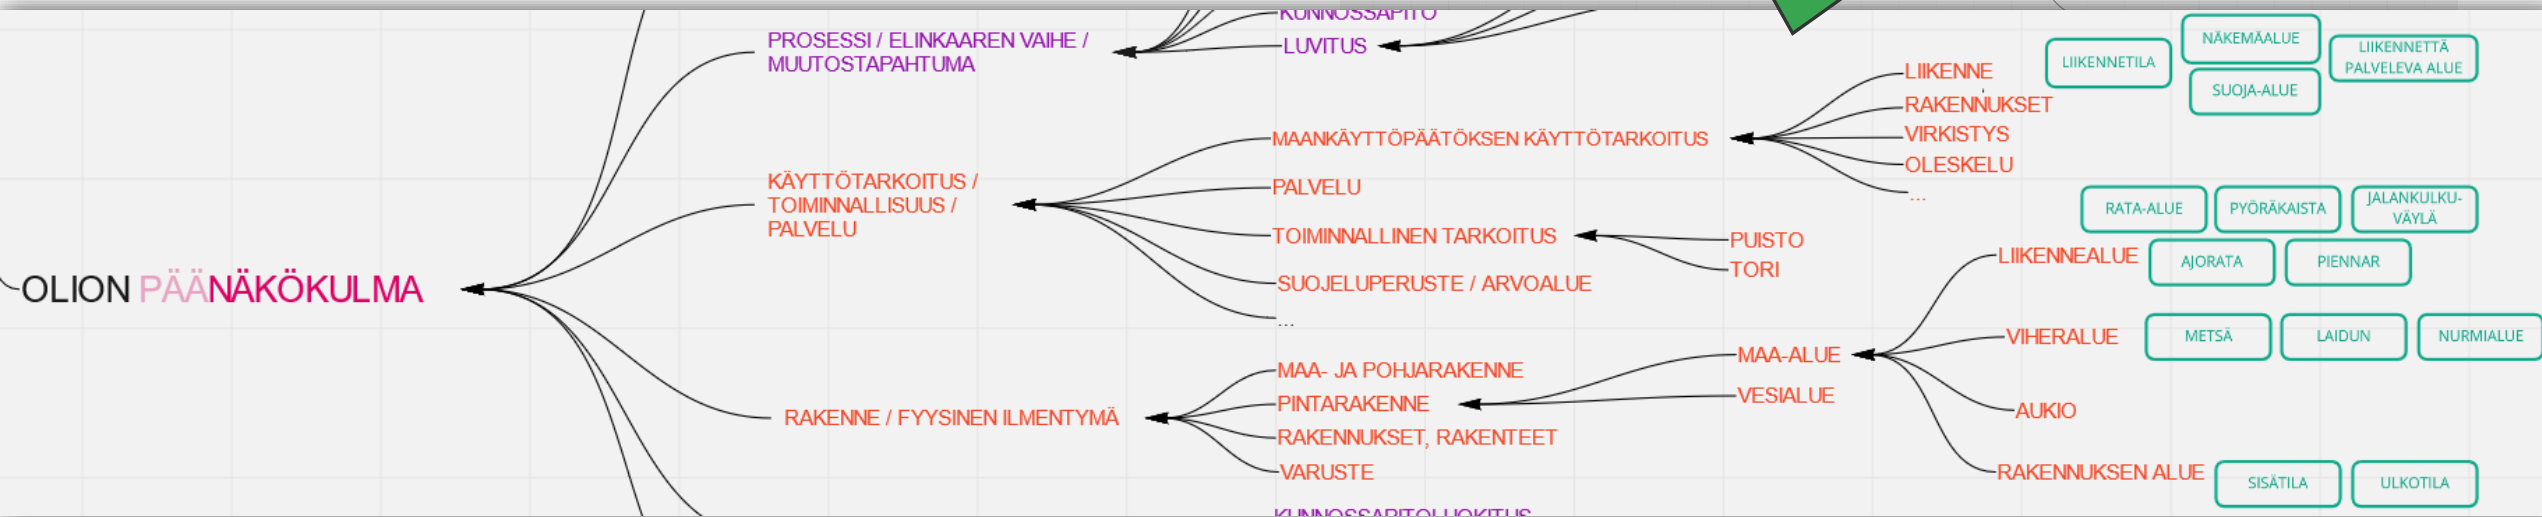 KUNNOSSAPITO
PROSESSI / ELINKAAREN VAIHE /
MUUTOSTAPAHTUMA
LUVITUS
NÄKEMÄALUE
LIIKENNETILA
LIIKENNETTÄ
PALVELEVA ALUE
SUOJA-ALUE
LIIKENNE
RAKENNUKSET
VIRKISTYS
OLESKELU
...
MAANKÄYTTÖPÄÄTÖKSEN KÄYTTÖTARKOITUS
KÄYTTÖTARKOITUS /
TOIMINNALLISUUS /
PALVELU
PALVELU
TOIMINNALLINEN TARKOITUS
PUISTO
TORI
SUOJELUPERUSTE / ARVOALUE
...
RATA-ALUE
PYÖRÄKAISTA
JALANKULKU-
VÄYLÄ
LIIKENNEALUE
AJORATA
PIENNAR
OLION PÄÄNÄKÖKULMA
VIHERALUE
METSÄ
LAIDUN
NURMIALUE
MAA-ALUE
VESIALUE
MAA- JA POHJARAKENNE
PINTARAKENNE
RAKENNE / FYYSINEN ILMENTYMÄ
RAKENNUKSET, RAKENTEET
VARUSTE
AUKIO
RAKENNUKSEN ALUE
SISÄTILA
ULKOTILA
KUNNOSSAPITOLUOKITUS